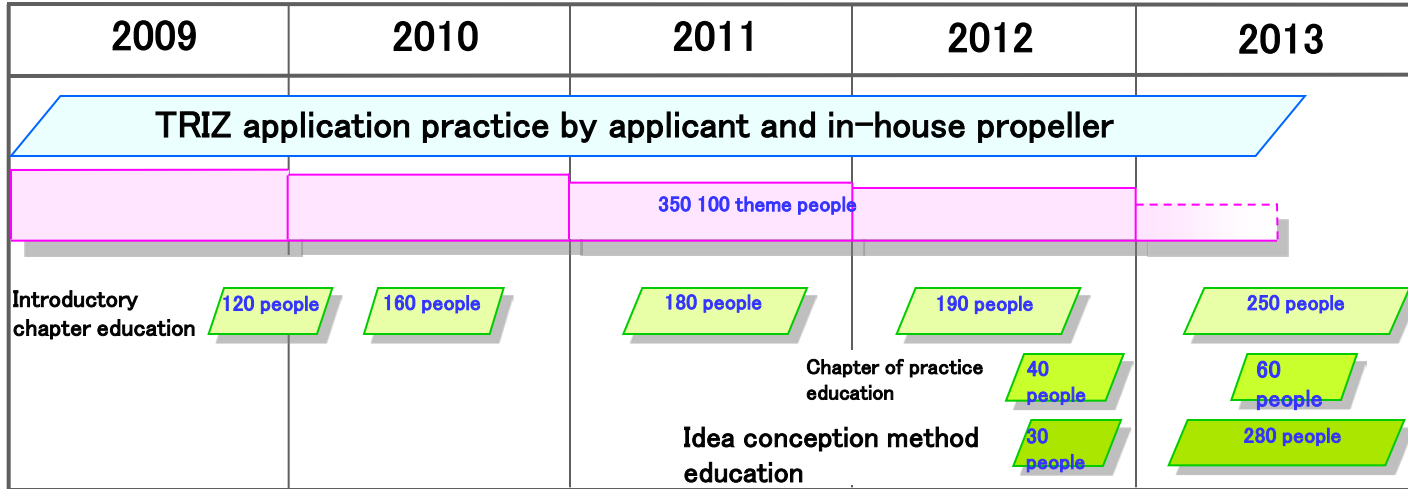 2009 2010 2011 2012 2013
TRIZ application practice by applicant and in-house propeller
350 100 theme people
Introductory
chapter education
120 people 160 people 180 people 190 people 250 people
Chapter of practice
education
40
people
60
people
Idea conception method
education
30
people
280 people